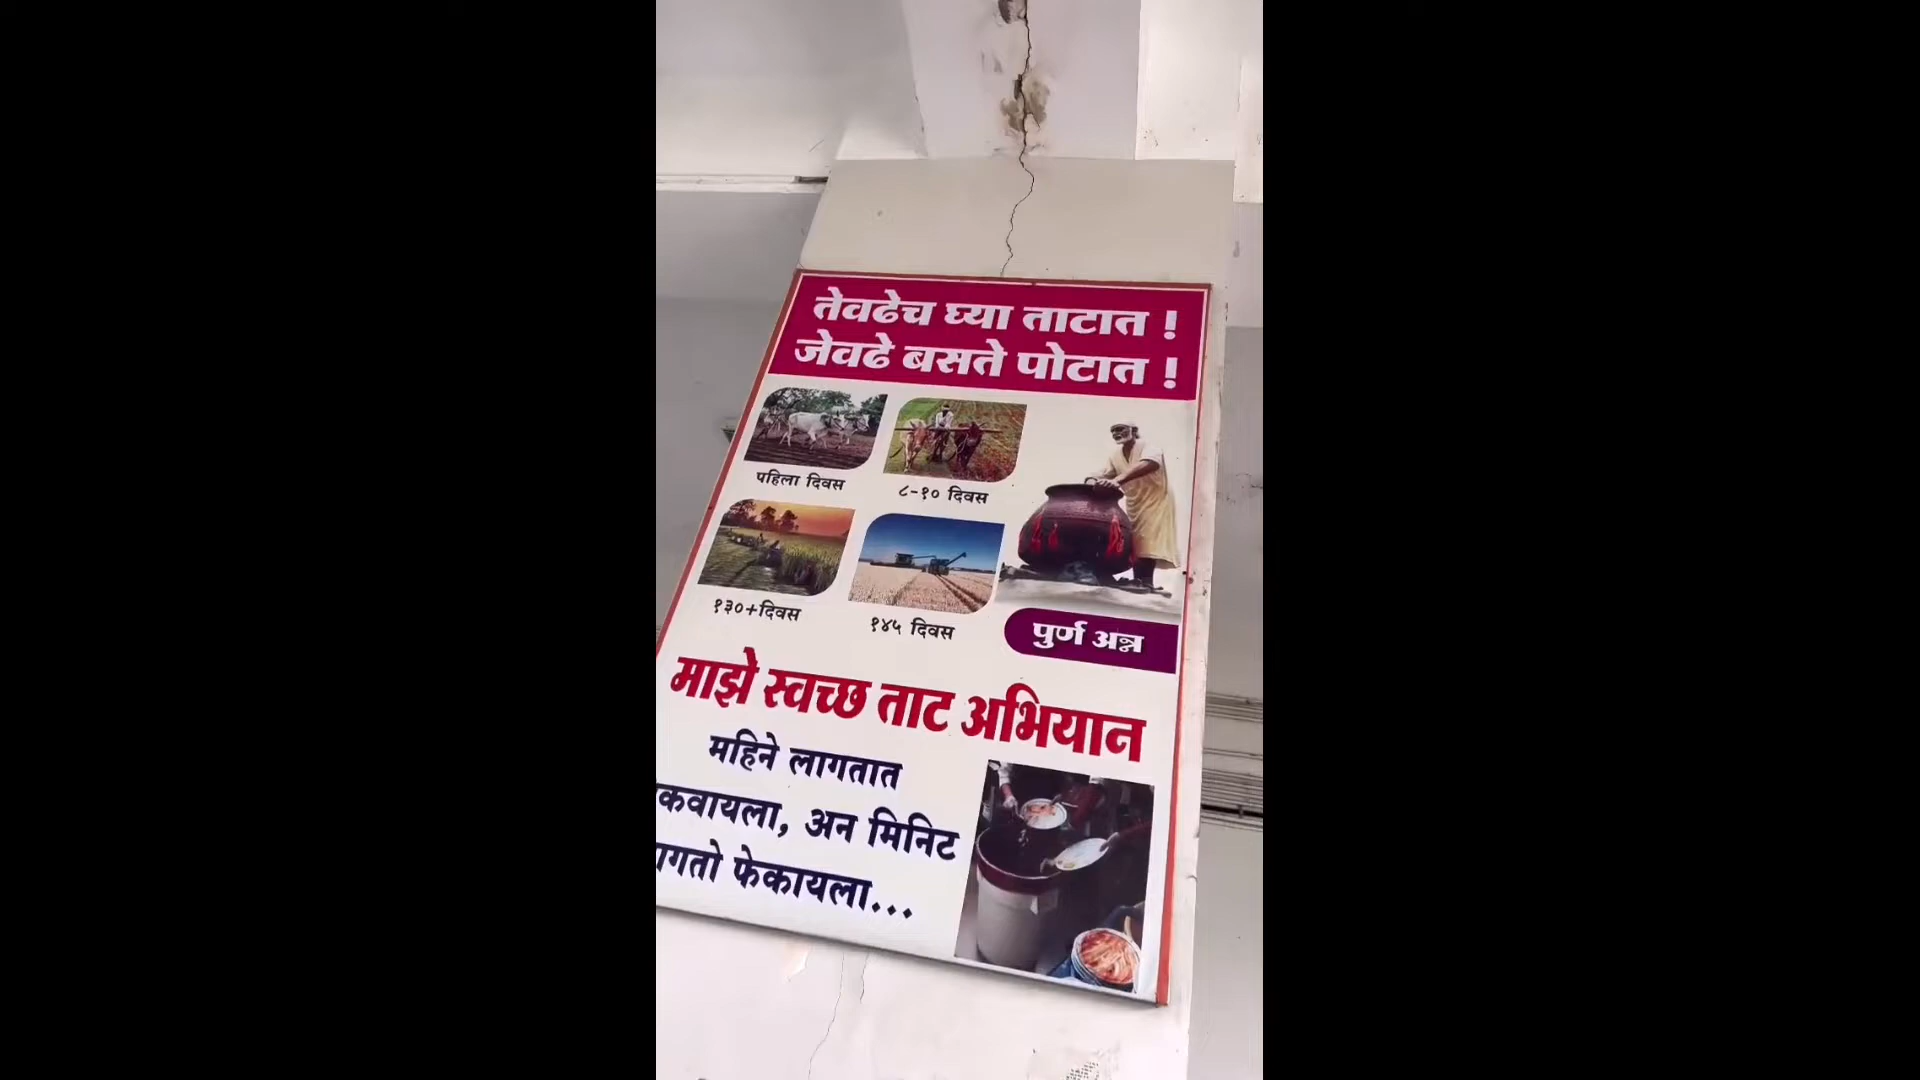 तेवढेच घ्या ताटात !
जेवढे बसते पोटात !
पहिला दिवस
८-१० दिवस
१३०+दिवस
१४५ दिवस
पुर्ण अन्न
माझे स्वच्छ ताट अभियान
महिने लागतात
कवायला, अन मिनिट
गतो फेकायला...